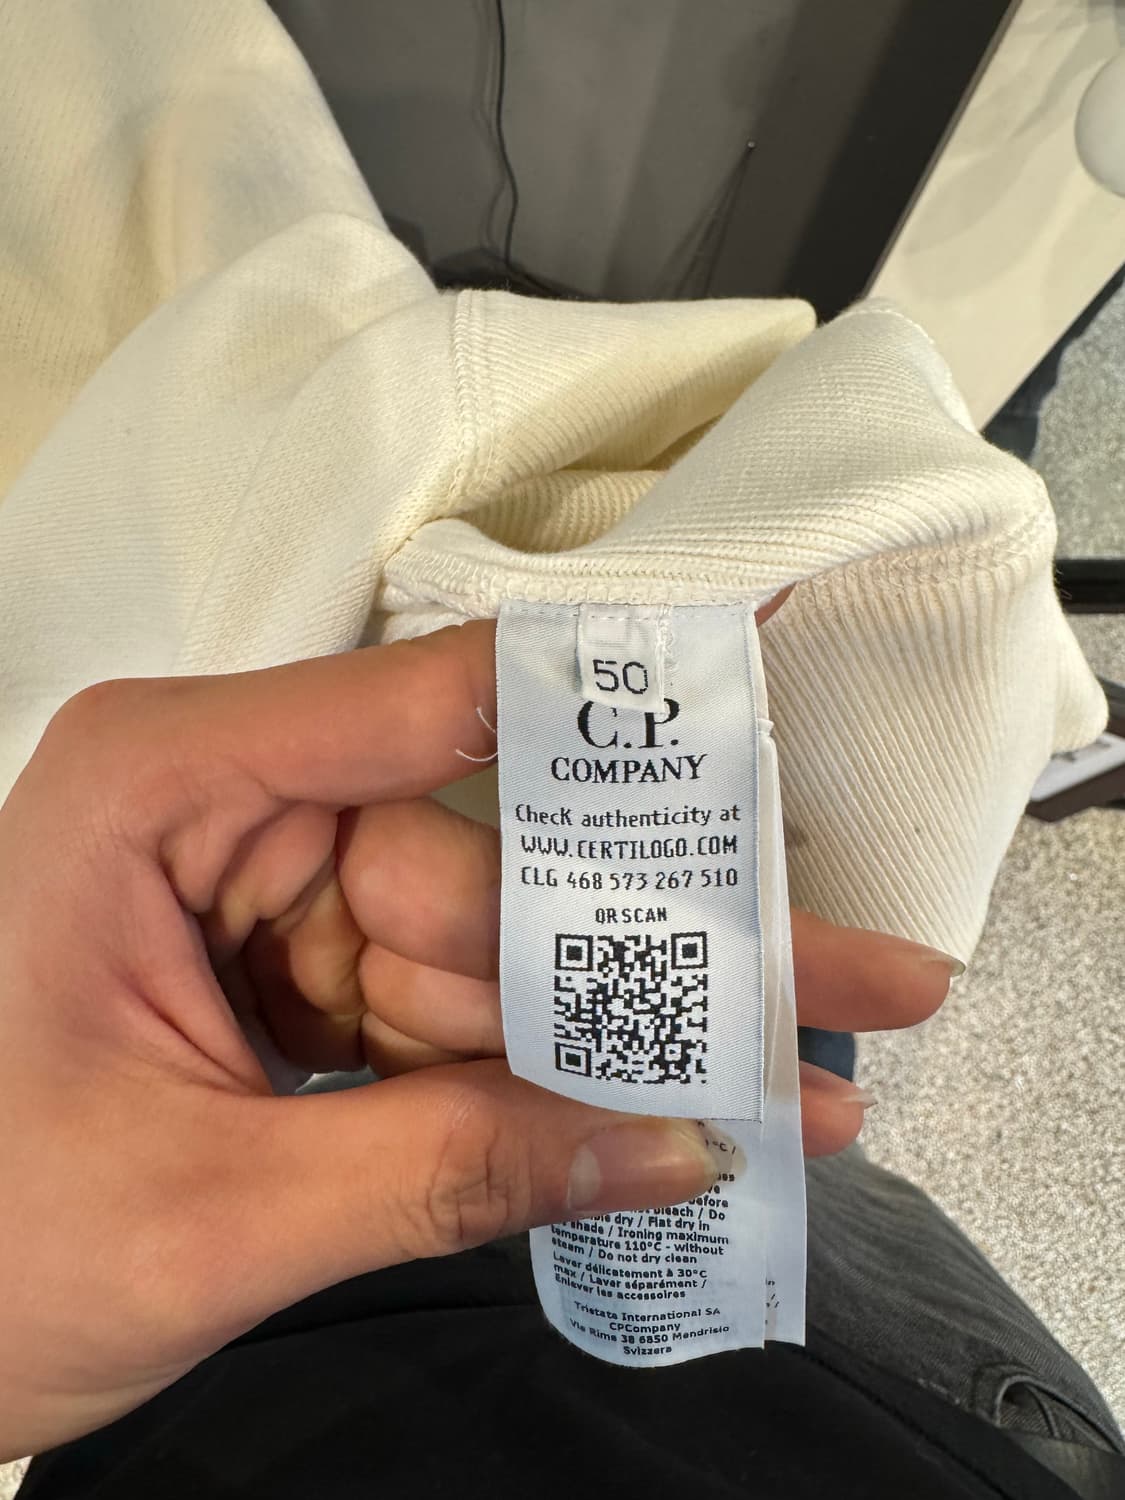 50
C.P.
COMPANY
Check authenticity at
WWW.CERTILOGO.COM
CLG 468 573 267 510
QR SCAN
°C /
bleach / Do
dry / Flat dry in
shade / Ironing maximum
temperature 110°C - without
steam / Do not dry clean
Laver délicatement à 30°C
max / Laver séparément /
Enlever les accessoires
Tristate International SA
CPCompany
Via Rime 38 6850 Mendrisio
Svizzera